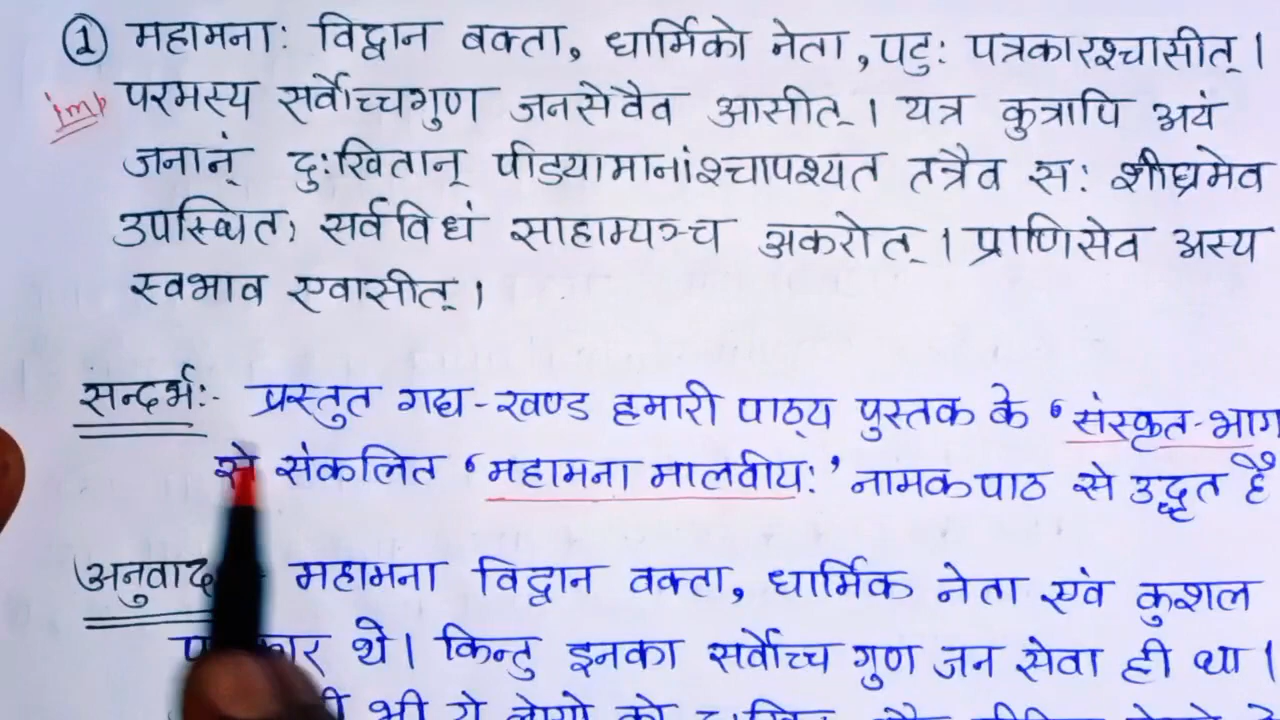 ① महामनाः विद्वान वक्ता, धार्मिको नेता, पटुः पत्रकारश्चासीत्।
imp परमस्य सर्वोच्चगुण जनसेवैव आसीत्। यत्र कुत्रापि अयं
जनानं् दुःखितान् पीडयामानांश्चापश्यत तत्रैव सः शीघ्रमेव
उपस्थित, सर्वविधं साहाम्यञ्च अकरोत्। प्राणिसेव अस्य
स्वभाव एवासीत्।
सन्दर्भः- प्रस्तुत गद्य-खण्ड हमारी पाठ्य पुस्तक के 'संस्कृत-भाग
से संकलित 'महामना मालवीयः' नामक पाठ से उद्धृत है
अनुवाद महामना विद्वान वक्ता, धार्मिक नेता एवं कुशल
थे। किन्तु इनका सर्वोच्च गुण जन सेवा ही था।
भी ये लोगो को